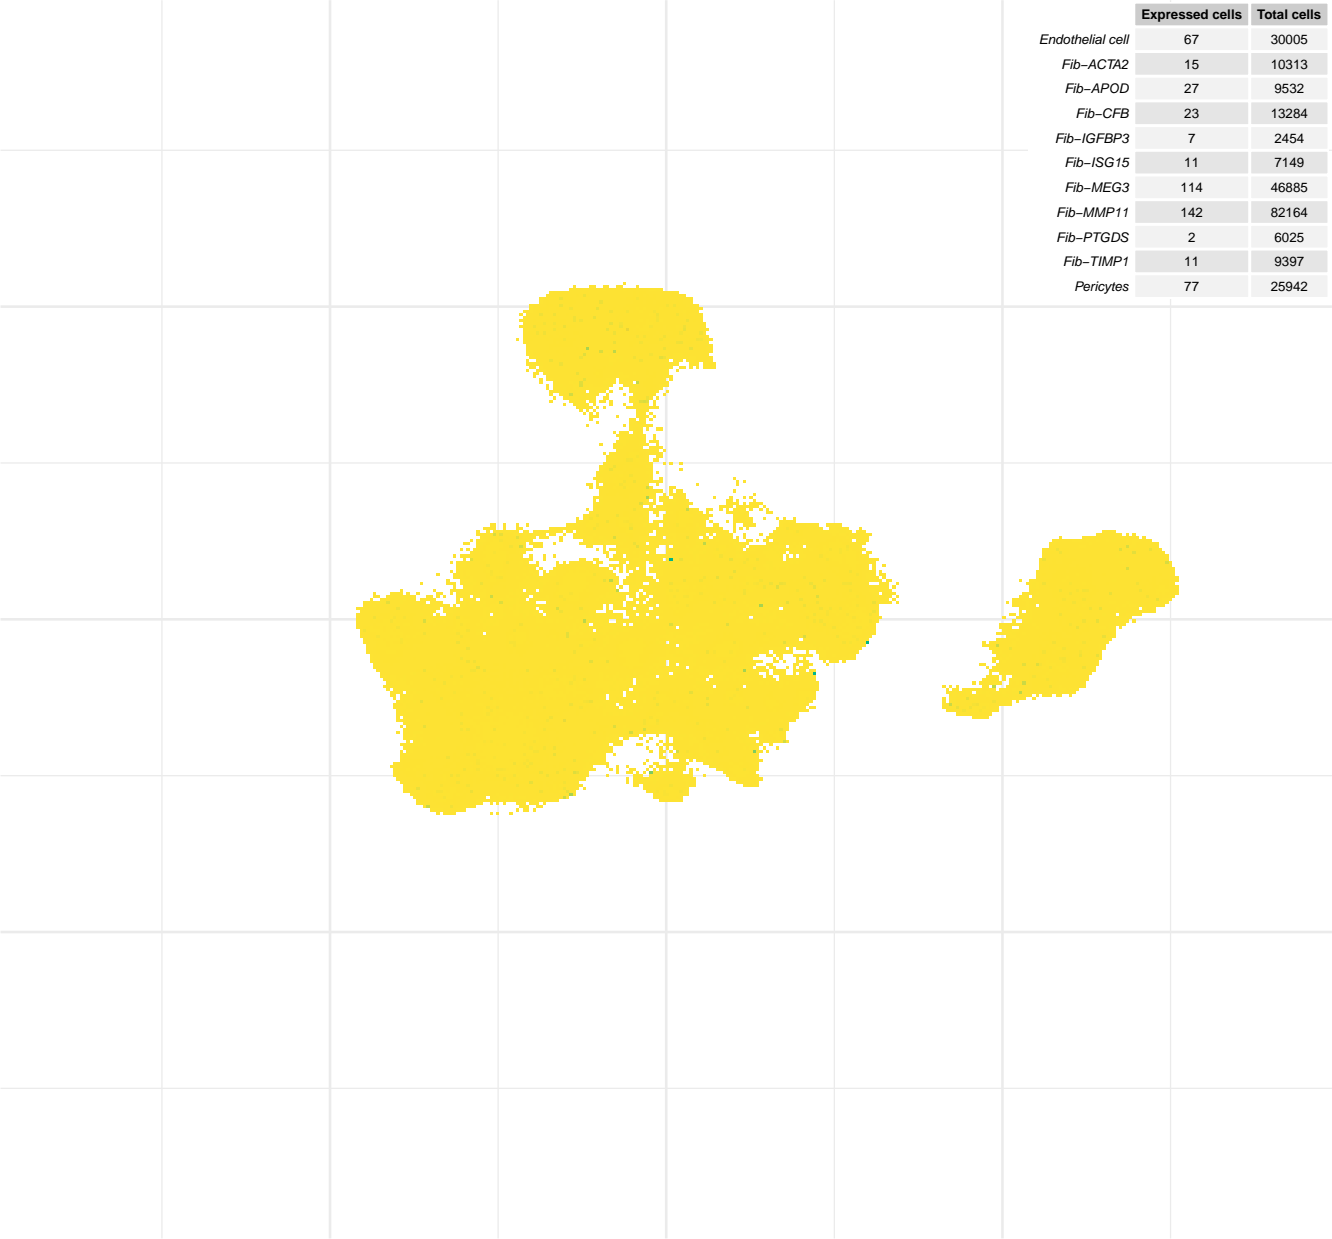 Expressed cells Total cells
Endothelial cell 67 30005
Fib−ACTA2 15 10313
Fib−APOD 27 9532
Fib−CFB 23 13284
Fib−IGFBP3 7 2454
Fib−ISG15 11 7149
Fib−MEG3 114 46885
Fib−MMP11 142 82164
Fib−PTGDS 2 6025
Fib−TIMP1 11 9397
Pericytes 77 25942